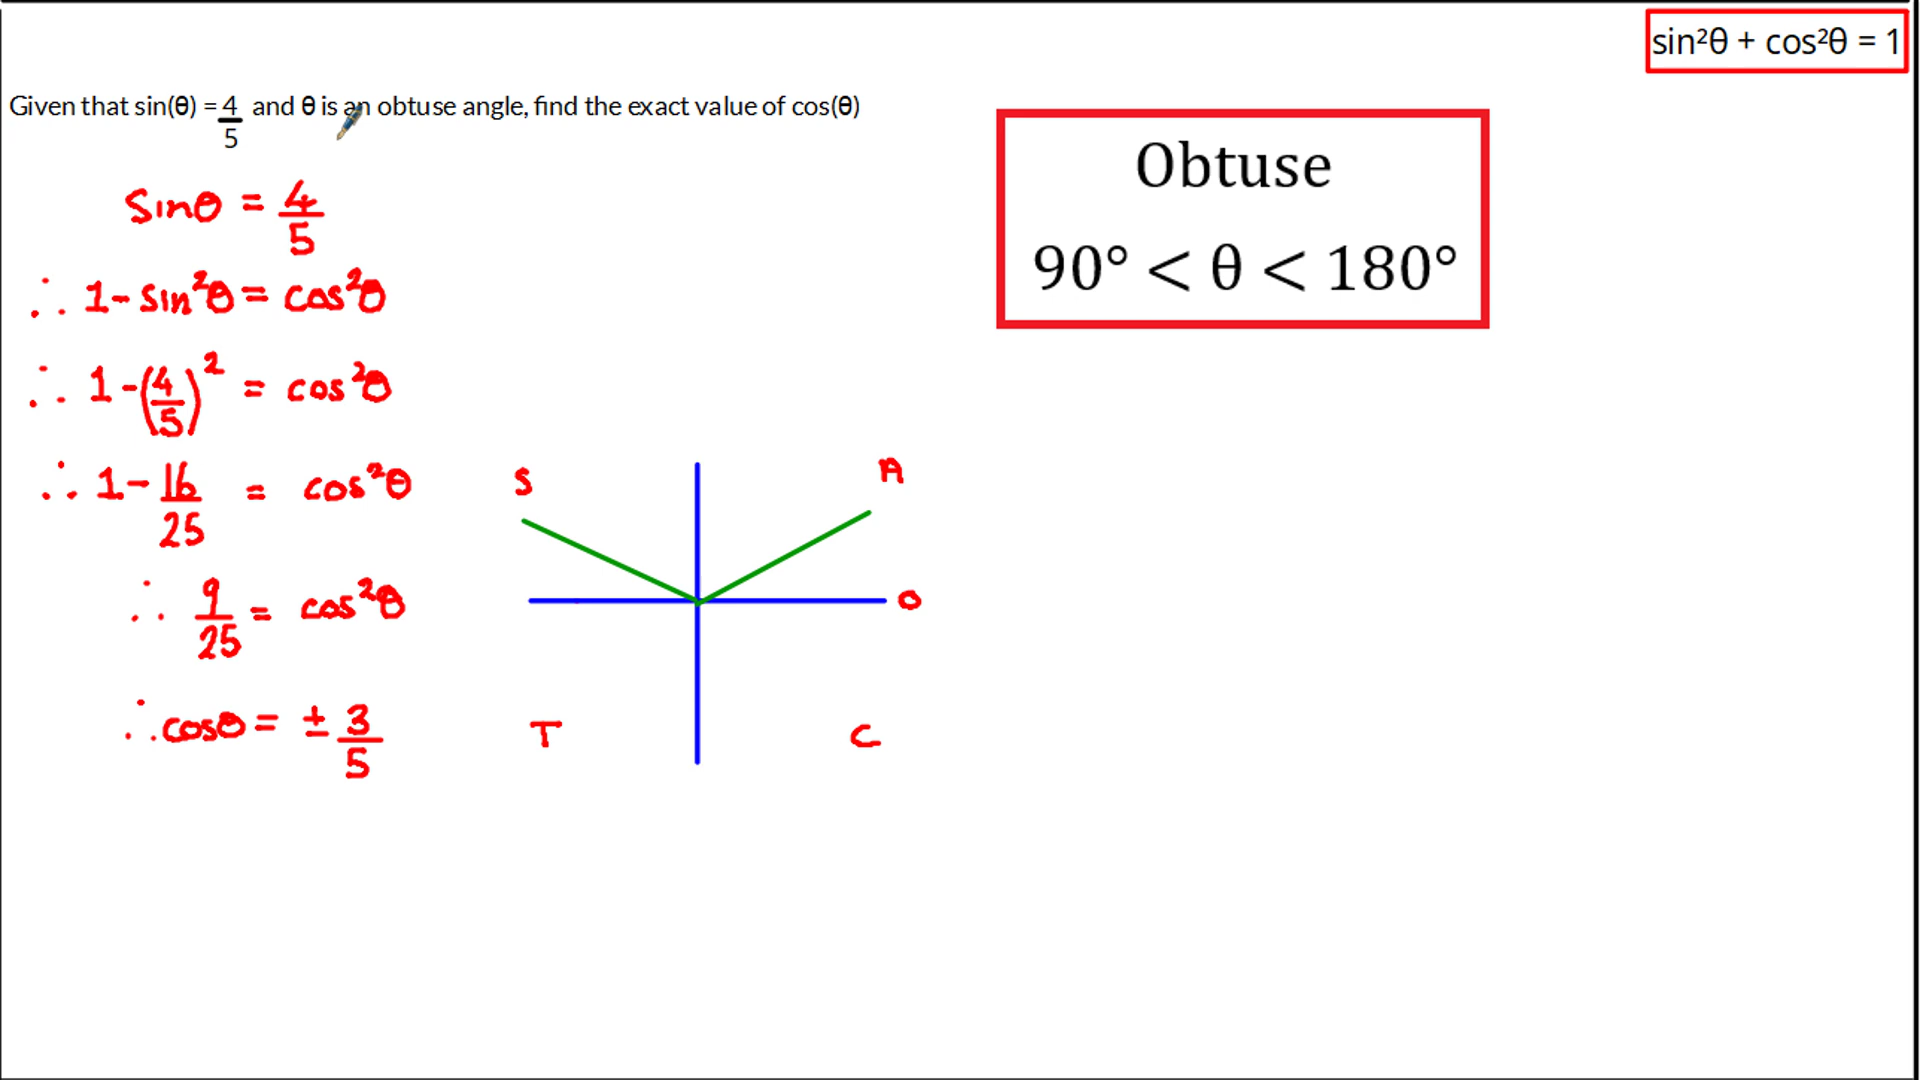 sin²θ + cos²θ = 1
Given that sin(θ) = 4/5 and θ is an obtuse angle, find the exact value of cos(θ)
Obtuse
90° < θ < 180°
sinθ = 4/5
∴ 1 - sin²θ = cos²θ
∴ 1 - (4/5)² = cos²θ
∴ 1 - 16/25 = cos²θ
∴ 9/25 = cos²θ
∴ cosθ = ± 3/5
S A
O
T C